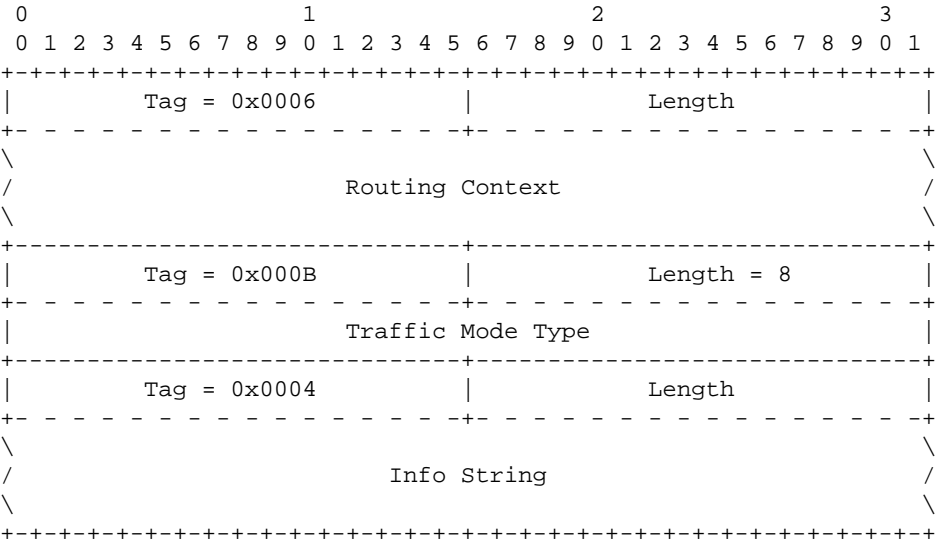 0                   1                   2                   3
 0 1 2 3 4 5 6 7 8 9 0 1 2 3 4 5 6 7 8 9 0 1 2 3 4 5 6 7 8 9 0 1
+-+-+-+-+-+-+-+-+-+-+-+-+-+-+-+-+-+-+-+-+-+-+-+-+-+-+-+-+-+-+-+-+
|         Tag = 0x0006          |            Length             |
+- - - - - - - - - - - - - - - -+- - - - - - - - - - - - - - - -+
\                                                               \
/                       Routing Context                         /
\                                                               \
+-------------------------------+-------------------------------+
|         Tag = 0x000B          |            Length = 8         |
+- - - - - - - - - - - - - - - -+- - - - - - - - - - - - - - - -+
|                       Traffic Mode Type                       |
+-------------------------------+-------------------------------+
|         Tag = 0x0004          |            Length             |
+- - - - - - - - - - - - - - - -+- - - - - - - - - - - - - - - -+
\                                                               \
/                          Info String                          /
\                                                               \
+-+-+-+-+-+-+-+-+-+-+-+-+-+-+-+-+-+-+-+-+-+-+-+-+-+-+-+-+-+-+-+-+